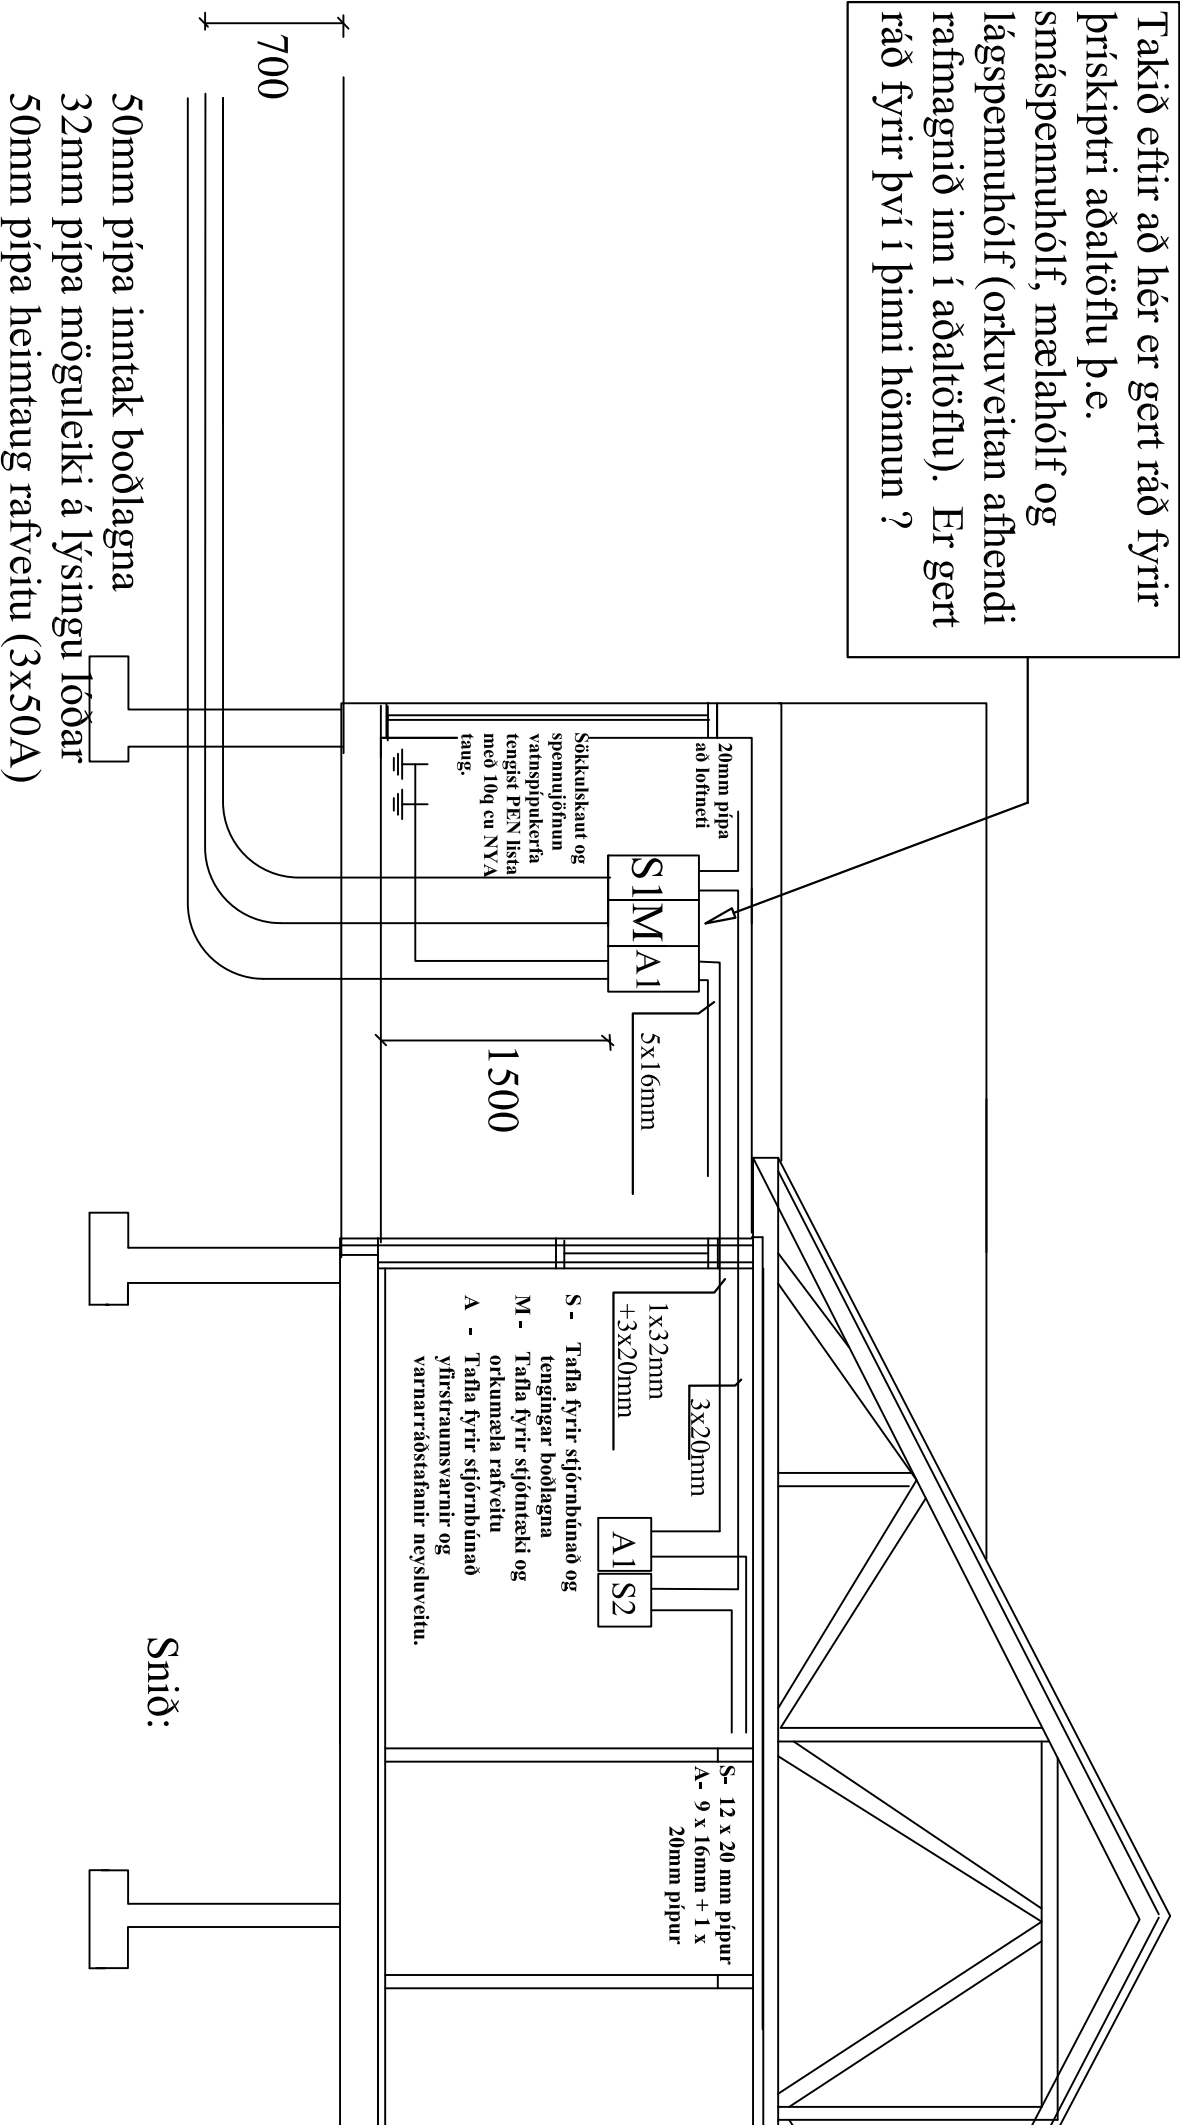 Takið eftir að hér er gert ráð fyrir
þrískiptri aðaltöflu þ.e.
smáspennuhólf, mælahólf og
lágspennuhólf (orkuveitan afhendi
rafmagnið inn í aðaltöflu).  Er gert
ráð fyrir því í þinni hönnun ?
20mm pípa
að loftneti
S1
M
A1
Sökkulskaut og
spennujöfnun
vatnspípukerfa
tengist PEN lista
með 10q cu NYA
taug.
5x16mm
1500
1x32mm
+3x20mm
3x20mm
A1
S2
S - Tafla fyrir stjórnbúnað og
tengingar boðlagna
M - Tafla fyrir stjótntæki og
orkumæla rafveitu
A - Tafla fyrir stjórnbúnað
yfirstraumsvarnir og
varnarráðstafanir neysluveitu.
S- 12 x 20 mm pípur
A- 9 x 16mm + 1 x
20mm pípur
700
50mm pípa inntak boðlagna
32mm pípa möguleiki á lýsingu lóðar
50mm pípa heimtaug rafveitu (3x50A)
Snið: